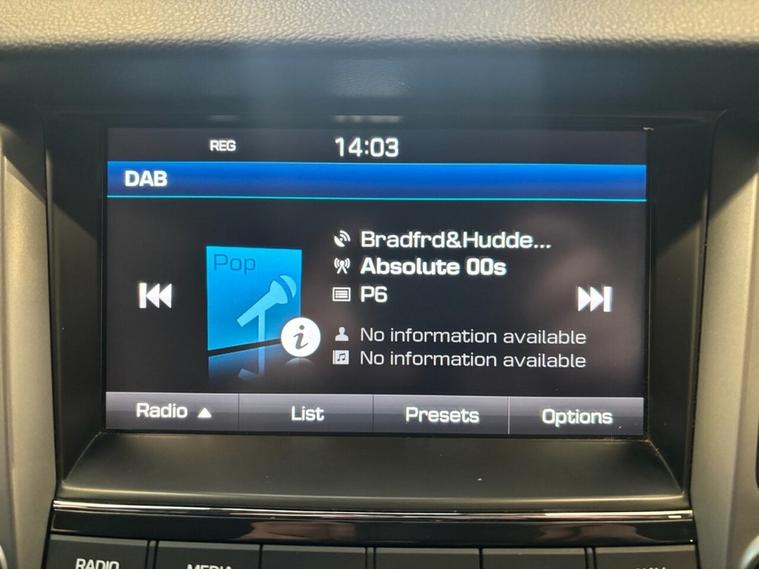 REG 14:03
DAB
Pop
Bradfrd&Hudde...
Absolute 00s
P6
No information available
No information available
Radio ▲ List Presets Options
RADIO MEDIA